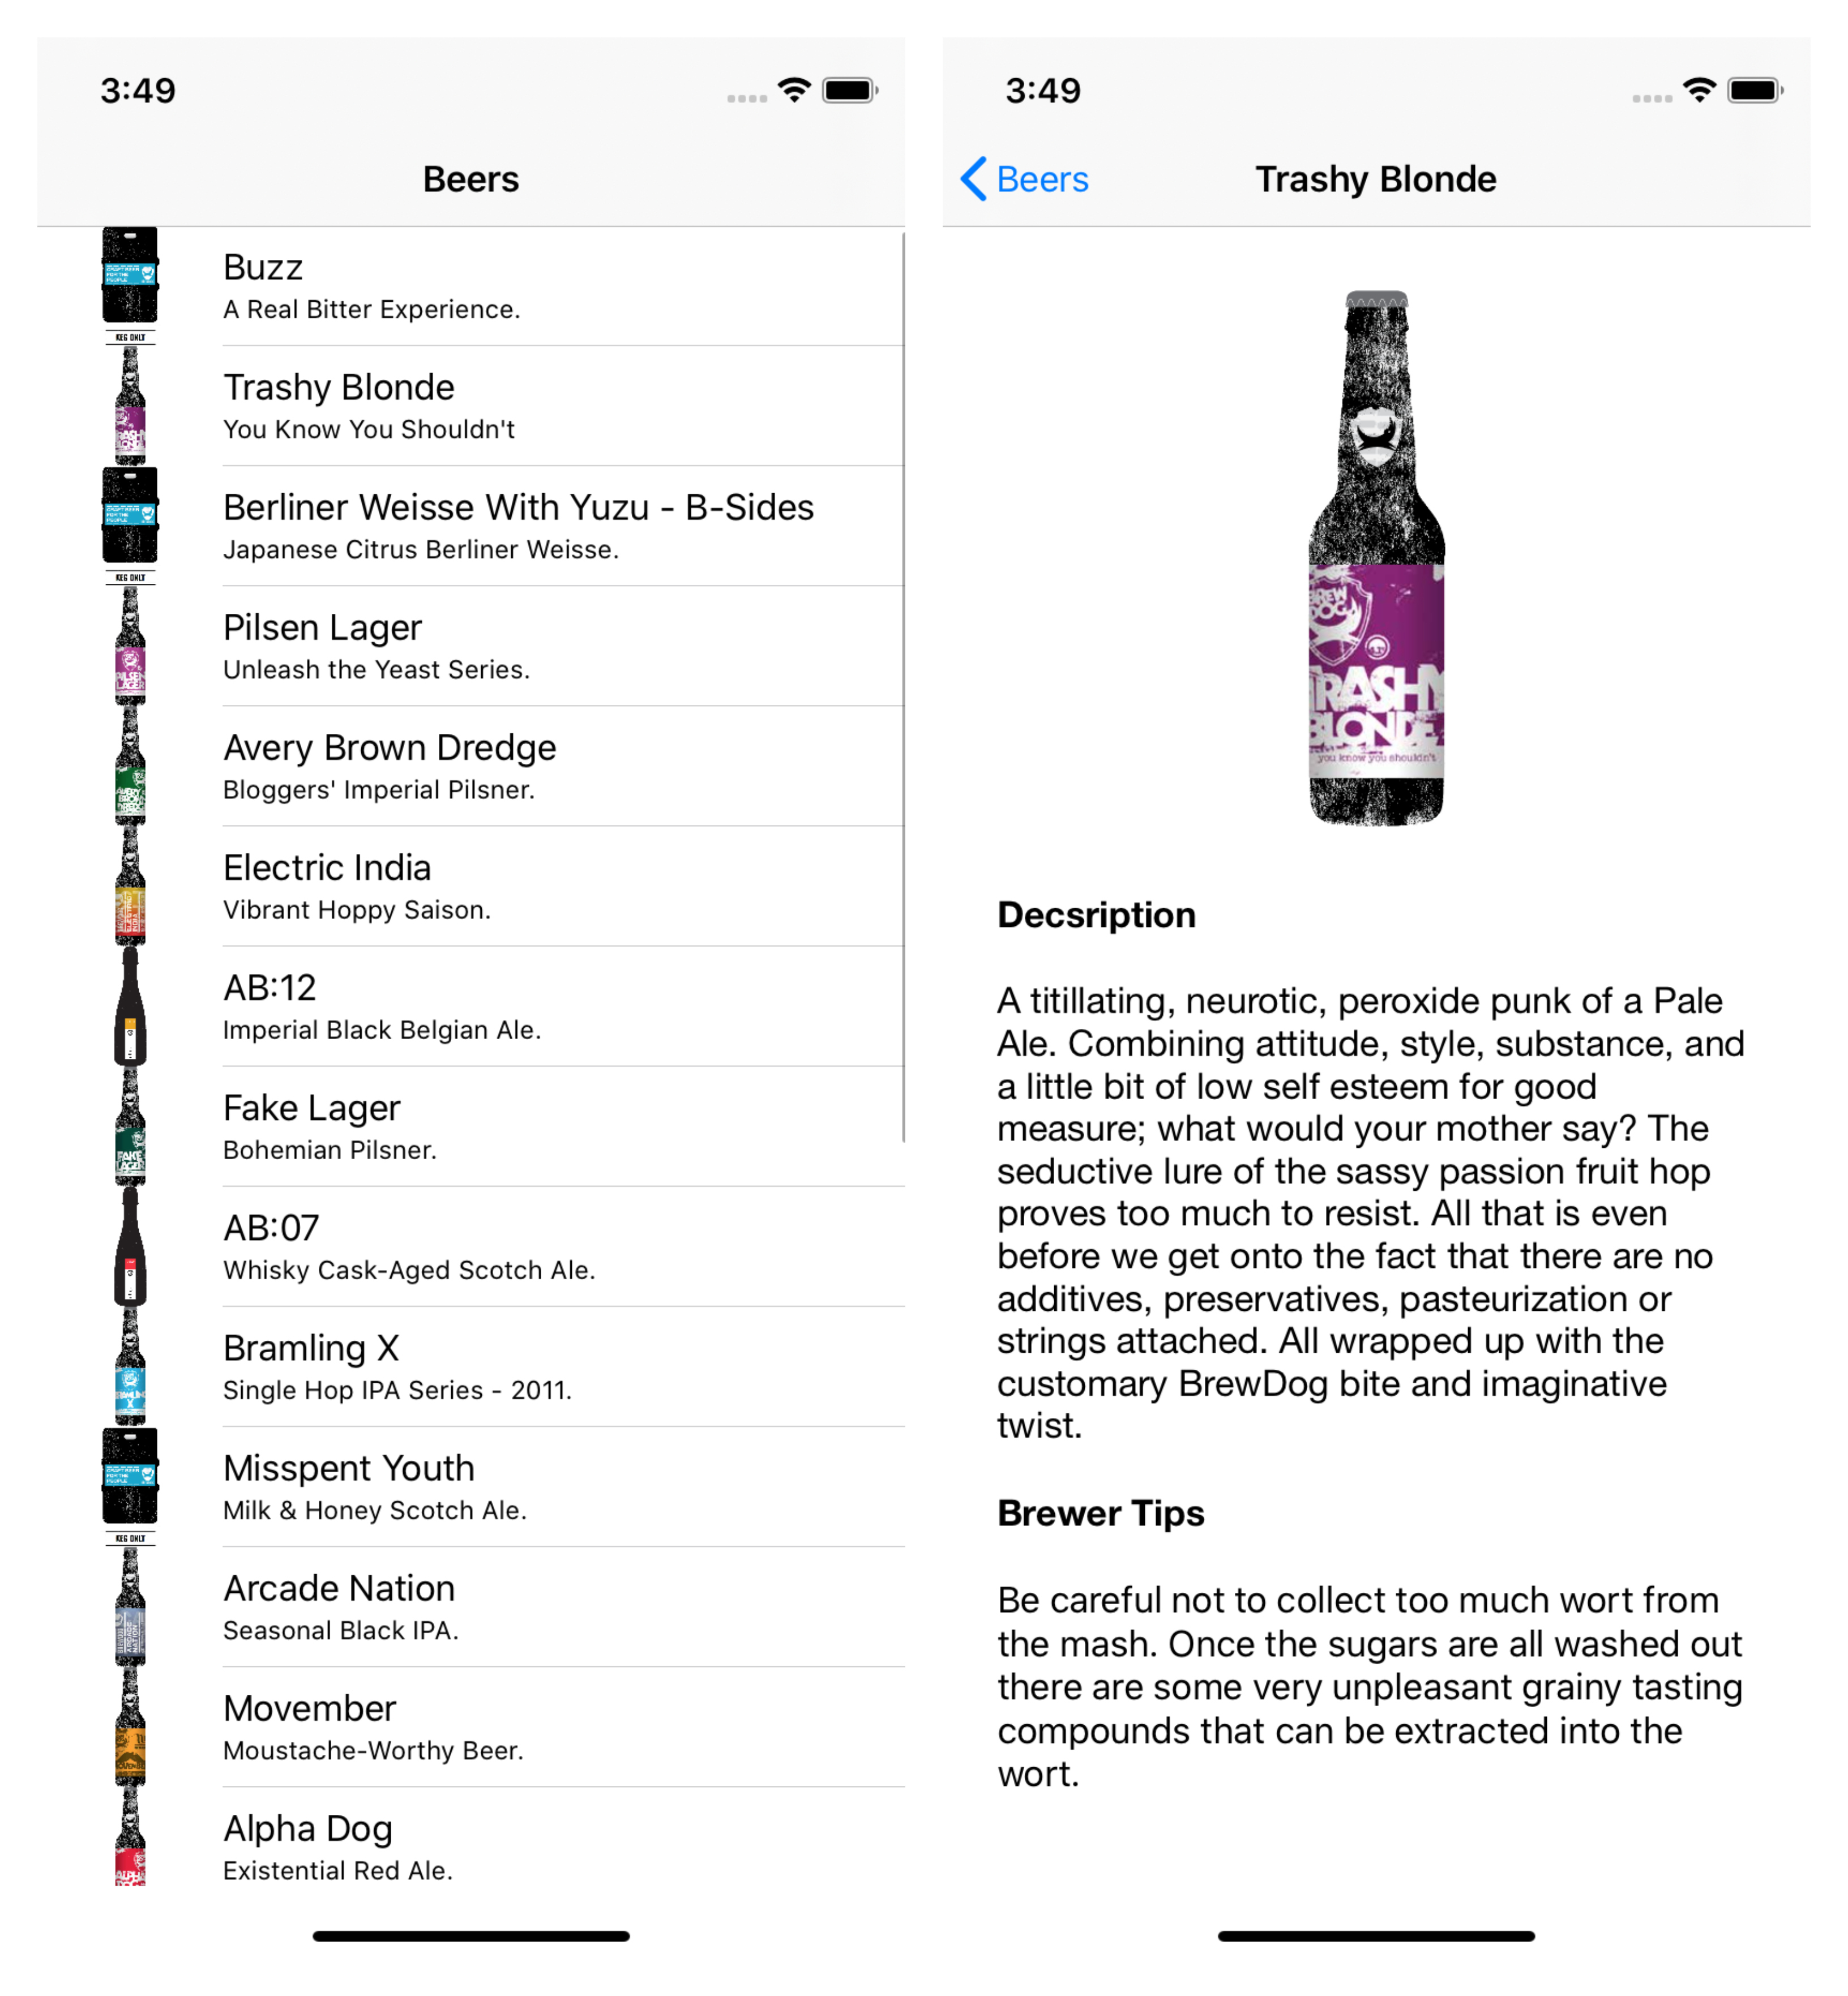 3:49
Beers
Buzz
A Real Bitter Experience.
KEG ONLY
Trashy Blonde
You Know You Shouldn't
Berliner Weisse With Yuzu - B-Sides
Japanese Citrus Berliner Weisse.
KEG ONLY
Pilsen Lager
Unleash the Yeast Series.
Avery Brown Dredge
Bloggers' Imperial Pilsner.
Electric India
Vibrant Hoppy Saison.
AB:12
Imperial Black Belgian Ale.
Fake Lager
Bohemian Pilsner.
FAKE
LAGER
AB:07
Whisky Cask-Aged Scotch Ale.
Bramling X
Single Hop IPA Series - 2011.
Misspent Youth
Milk & Honey Scotch Ale.
KEG ONLY
Arcade Nation
Seasonal Black IPA.
Movember
Moustache-Worthy Beer.
Alpha Dog
Existential Red Ale.
3:49
Beers
Trashy Blonde
BREW
DOG
TRASHY
BLONDE
you know you shouldn't
Decsription
A titillating, neurotic, peroxide punk of a Pale
Ale. Combining attitude, style, substance, and
a little bit of low self esteem for good
measure; what would your mother say? The
seductive lure of the sassy passion fruit hop
proves too much to resist. All that is even
before we get onto the fact that there are no
additives, preservatives, pasteurization or
strings attached. All wrapped up with the
customary BrewDog bite and imaginative
twist.
Brewer Tips
Be careful not to collect too much wort from
the mash. Once the sugars are all washed out
there are some very unpleasant grainy tasting
compounds that can be extracted into the
wort.